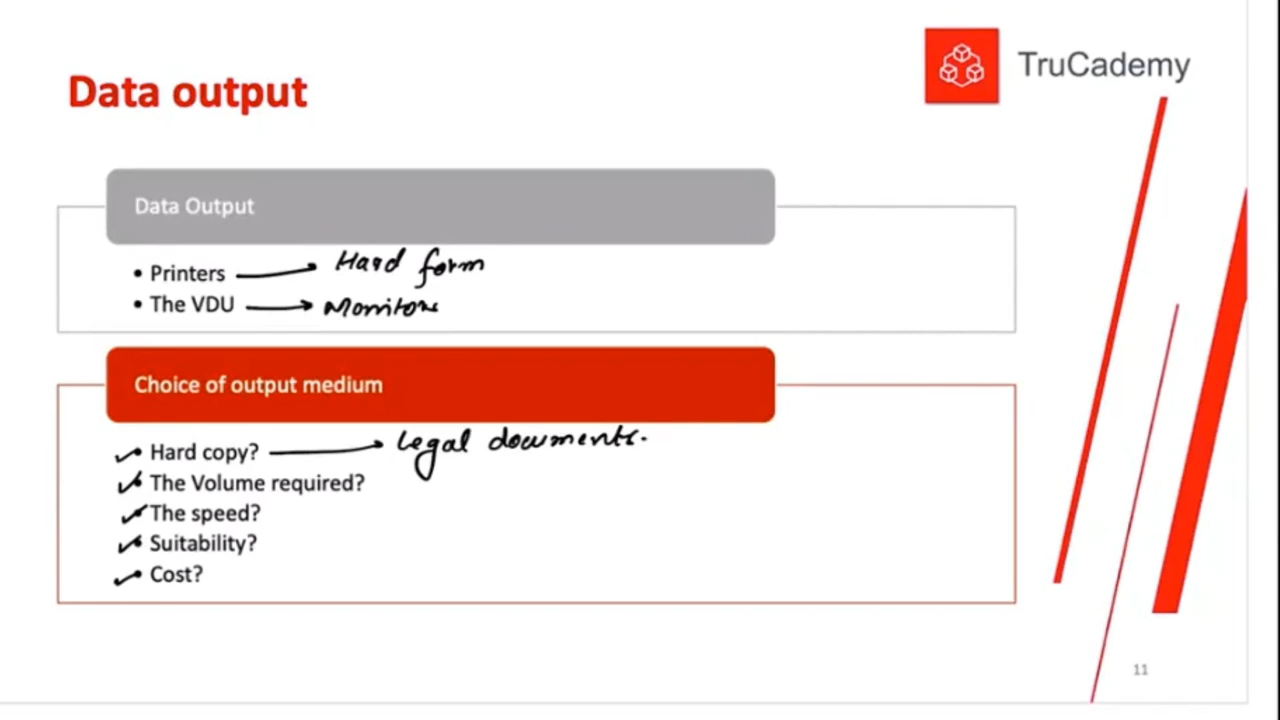 TruCademy
Data output
Data Output
• Printers → Hard form
• The VDU → Monitors
Choice of output medium
Hard copy? → Legal documents.
The Volume required?
The speed?
Suitability?
Cost?
11